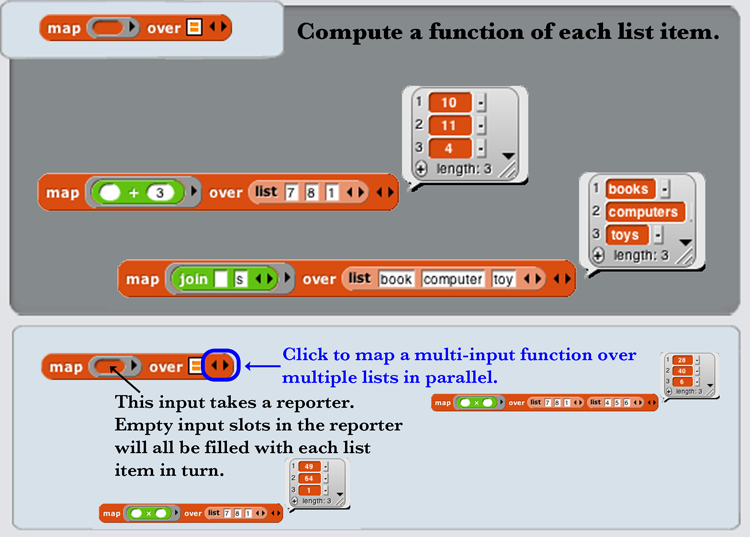 map over
Compute a function of each list item.
1 10 -
2 11 -
3 4 -
+ length: 3
map + 3 over list 7 8 1
1 books -
2 computers
3 toys -
+ length: 3
map join s over list book computer toy
map over
Click to map a multi-input function over
multiple lists in parallel.
1 28 -
2 40 -
3 6 -
+ length: 3
map × over list 7 8 1 list 4 5 6
This input takes a reporter.
Empty input slots in the reporter
will all be filled with each list
item in turn.
1 49 -
2 64 -
3 1 -
+ length: 3
map × over list 7 8 1